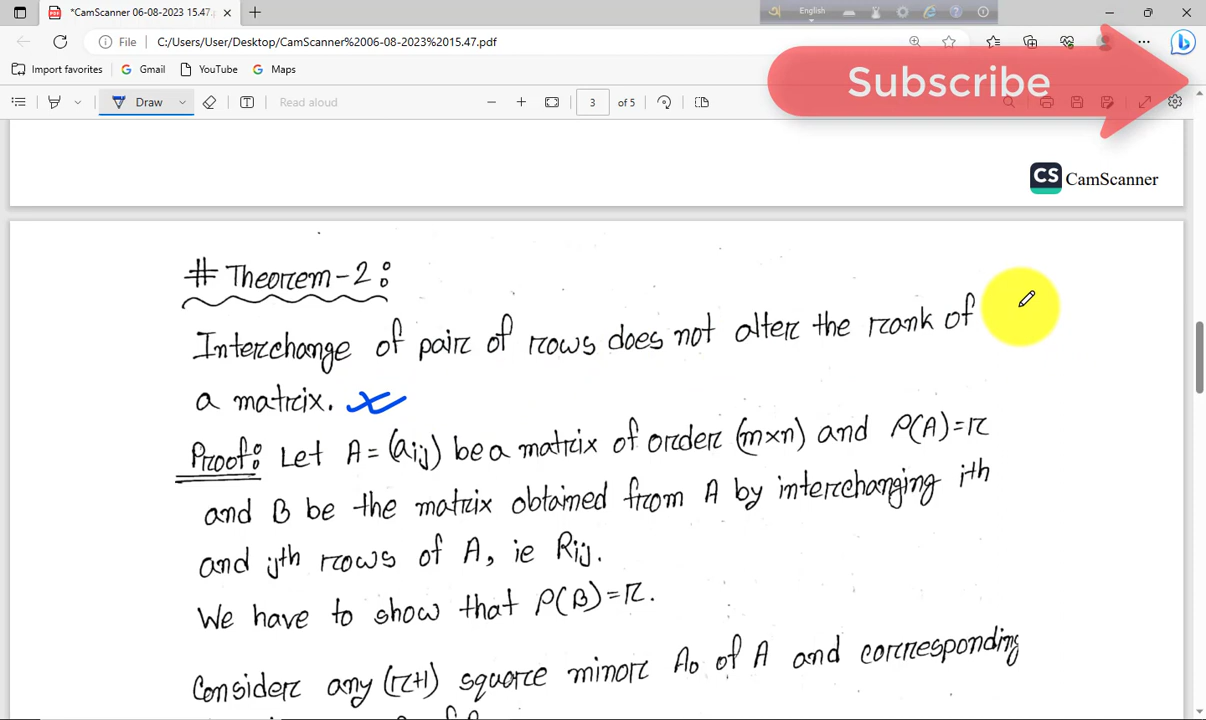 *CamScanner 06-08-2023 15.47.p
English
File C:/Users/User/Desktop/CamScanner%2006-08-2023%2015.47.pdf
Import favorites Gmail YouTube Maps
Subscribe
Draw Read aloud 3 of 5
CS CamScanner
# Theorem-2:
Interchange of pair of rows does not alter the rank of
a matrix.
Proof: Let A = (aij) be a matrix of order (m×n) and ρ(A)=r
and B be the matrix obtained from A by interchanging ith
and jth rows of A, ie Rij.
We have to show that ρ(B)=r.
Consider any (r+1) square minor A₀ of A and corresponding